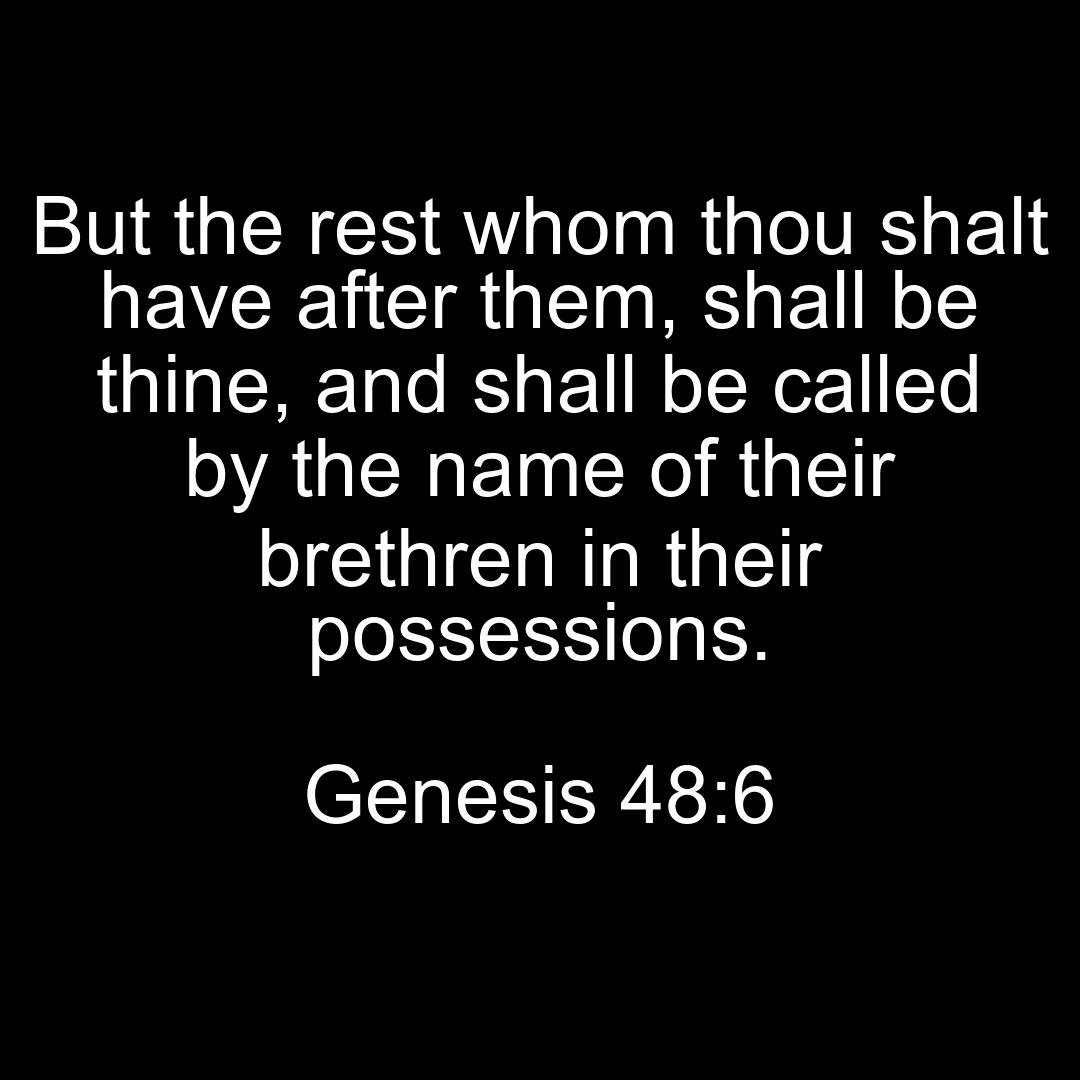 But the rest whom thou shalt
have after them, shall be
thine, and shall be called
by the name of their
brethren in their
possessions.
Genesis 48:6